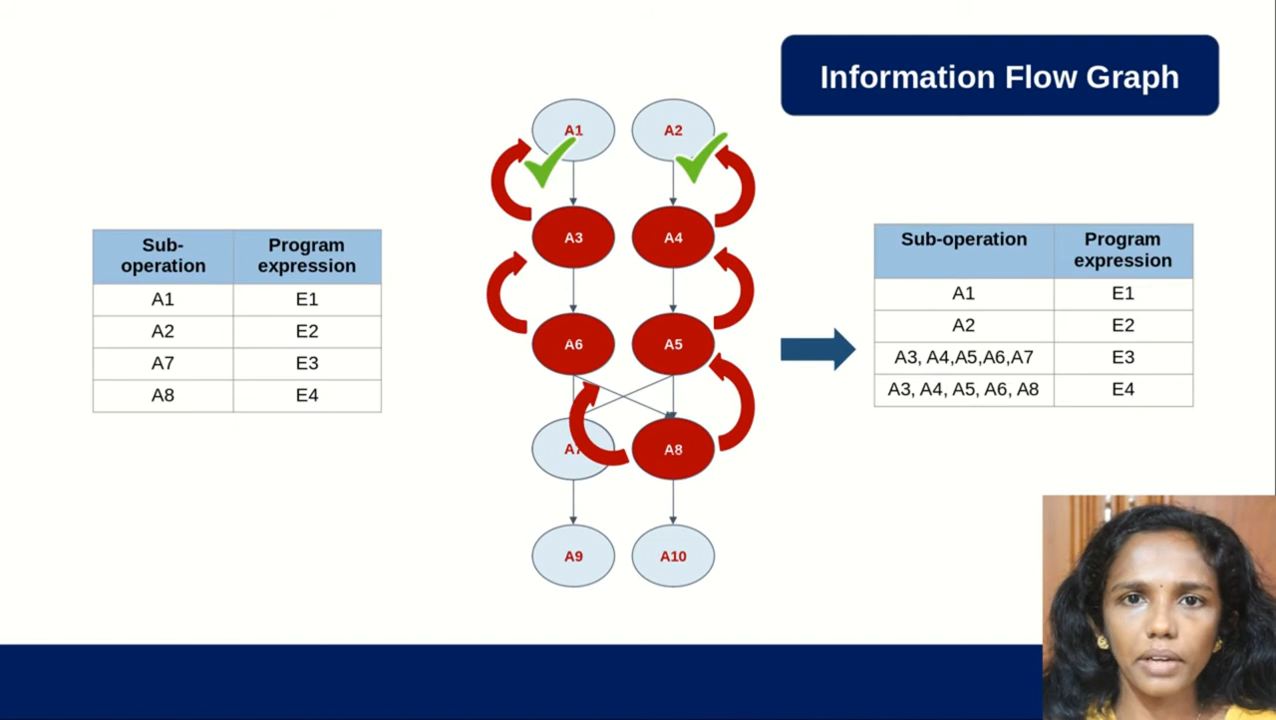 Information Flow Graph
A1
A2
A3
A4
A6
A5
A7
A8
A9
A10
Sub-
operation
Program
expression
A1
E1
A2
E2
A7
E3
A8
E4
Sub-operation
Program
expression
A1
E1
A2
E2
A3, A4,A5,A6,A7
E3
A3, A4, A5, A6, A8
E4